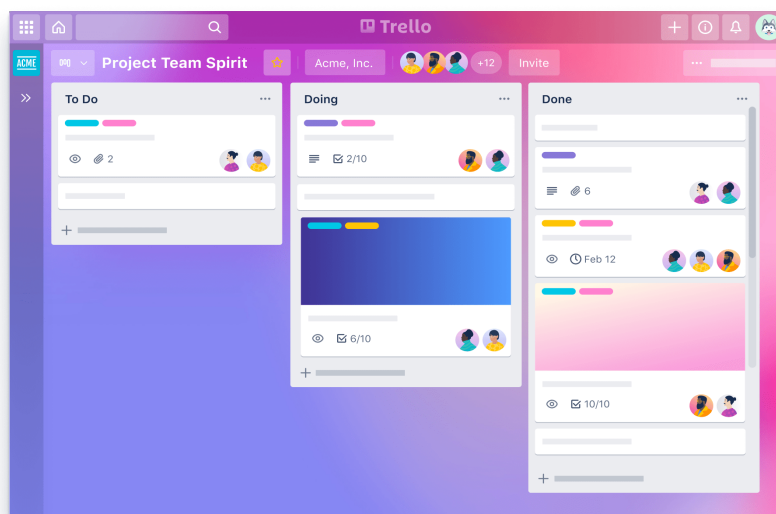 Trello
ACME
Project Team Spirit
Acme, Inc.
+12
Invite
To Do
2
Doing
2/10
6/10
Done
6
Feb 12
10/10